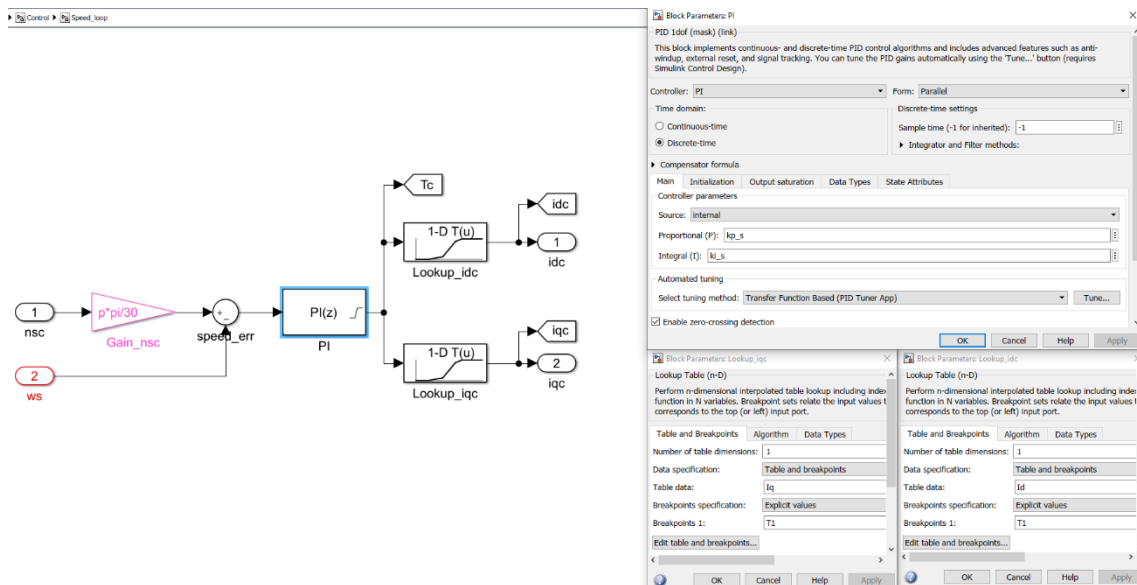 Control
Speed_loop
1
nsc
p*pi/30
Gain_nsc
2
ws
+
-
speed_err
PI(z)
PI
Tc
1-D T(u)
Lookup_idc
idc
1
idc
1-D T(u)
Lookup_iqc
iqc
2
iqc
Block Parameters: PI
PID 1dof (mask) (link)
This block implements continuous- and discrete-time PID control algorithms and includes advanced features such as anti-
windup, external reset, and signal tracking. You can tune the PID gains automatically using the 'Tune...' button (requires
Simulink Control Design).
Controller: PI
Form: Parallel
Time domain:
Continuous-time
Discrete-time
Discrete-time settings
Sample time (-1 for inherited): -1
Integrator and Filter methods:
Compensator formula
Main Initialization Output saturation Data Types State Attributes
Controller parameters
Source: internal
Proportional (P): kp_s
Integral (I): ki_s
Automated tuning
Select tuning method: Transfer Function Based (PID Tuner App) Tune...
Enable zero-crossing detection
OK Cancel Help Apply
Block Parameters: Lookup_iqc
Lookup Table (n-D)
Perform n-dimensional interpolated table lookup including index
function in N variables. Breakpoint sets relate the input values t
corresponds to the top (or left) input port.
Table and Breakpoints Algorithm Data Types
Number of table dimensions: 1
Data specification: Table and breakpoints
Table data: Iq
Breakpoints specification: Explicit values
Breakpoints 1: T1
Edit table and breakpoints...
OK Cancel Help Apply
Block Parameters: Lookup_idc
Lookup Table (n-D)
Perform n-dimensional interpolated table lookup including index
function in N variables. Breakpoint sets relate the input values t
corresponds to the top (or left) input port.
Table and Breakpoints Algorithm Data Types
Number of table dimensions: 1
Data specification: Table and breakpoints
Table data: Id
Breakpoints specification: Explicit values
Breakpoints 1: T1
Edit table and breakpoints...
OK Cancel Help Apply